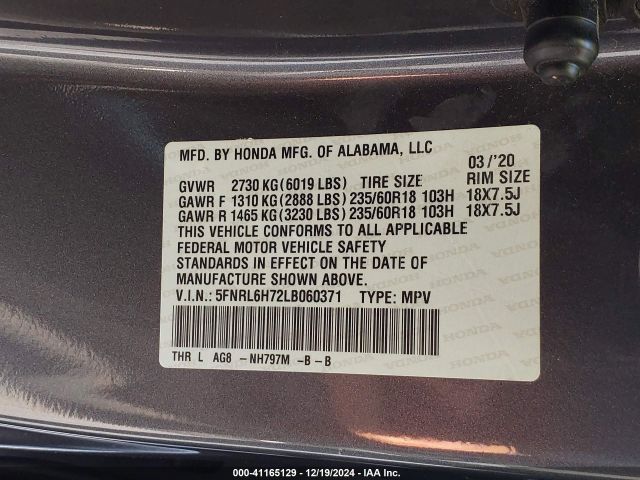 MFD. BY HONDA MFG. OF ALABAMA, LLC 03/'20
GVWR 2730 KG(6019 LBS) TIRE SIZE RIM SIZE
GAWR F 1310 KG(2888 LBS)235/60R18 103H 18X7.5J
GAWR R 1465 KG(3230 LBS)235/60R18 103H 18X7.5J
THIS VEHICLE CONFORMS TO ALL APPLICABLE
FEDERAL MOTOR VEHICLE SAFETY
STANDARDS IN EFFECT ON THE DATE OF
MANUFACTURE SHOWN ABOVE.
V.I.N.: 5FNRL6H72LB060371 TYPE: MPV
THR L AG8 -NH797M -B -B
000-41165129 - 12/19/2024 - IAA Inc.